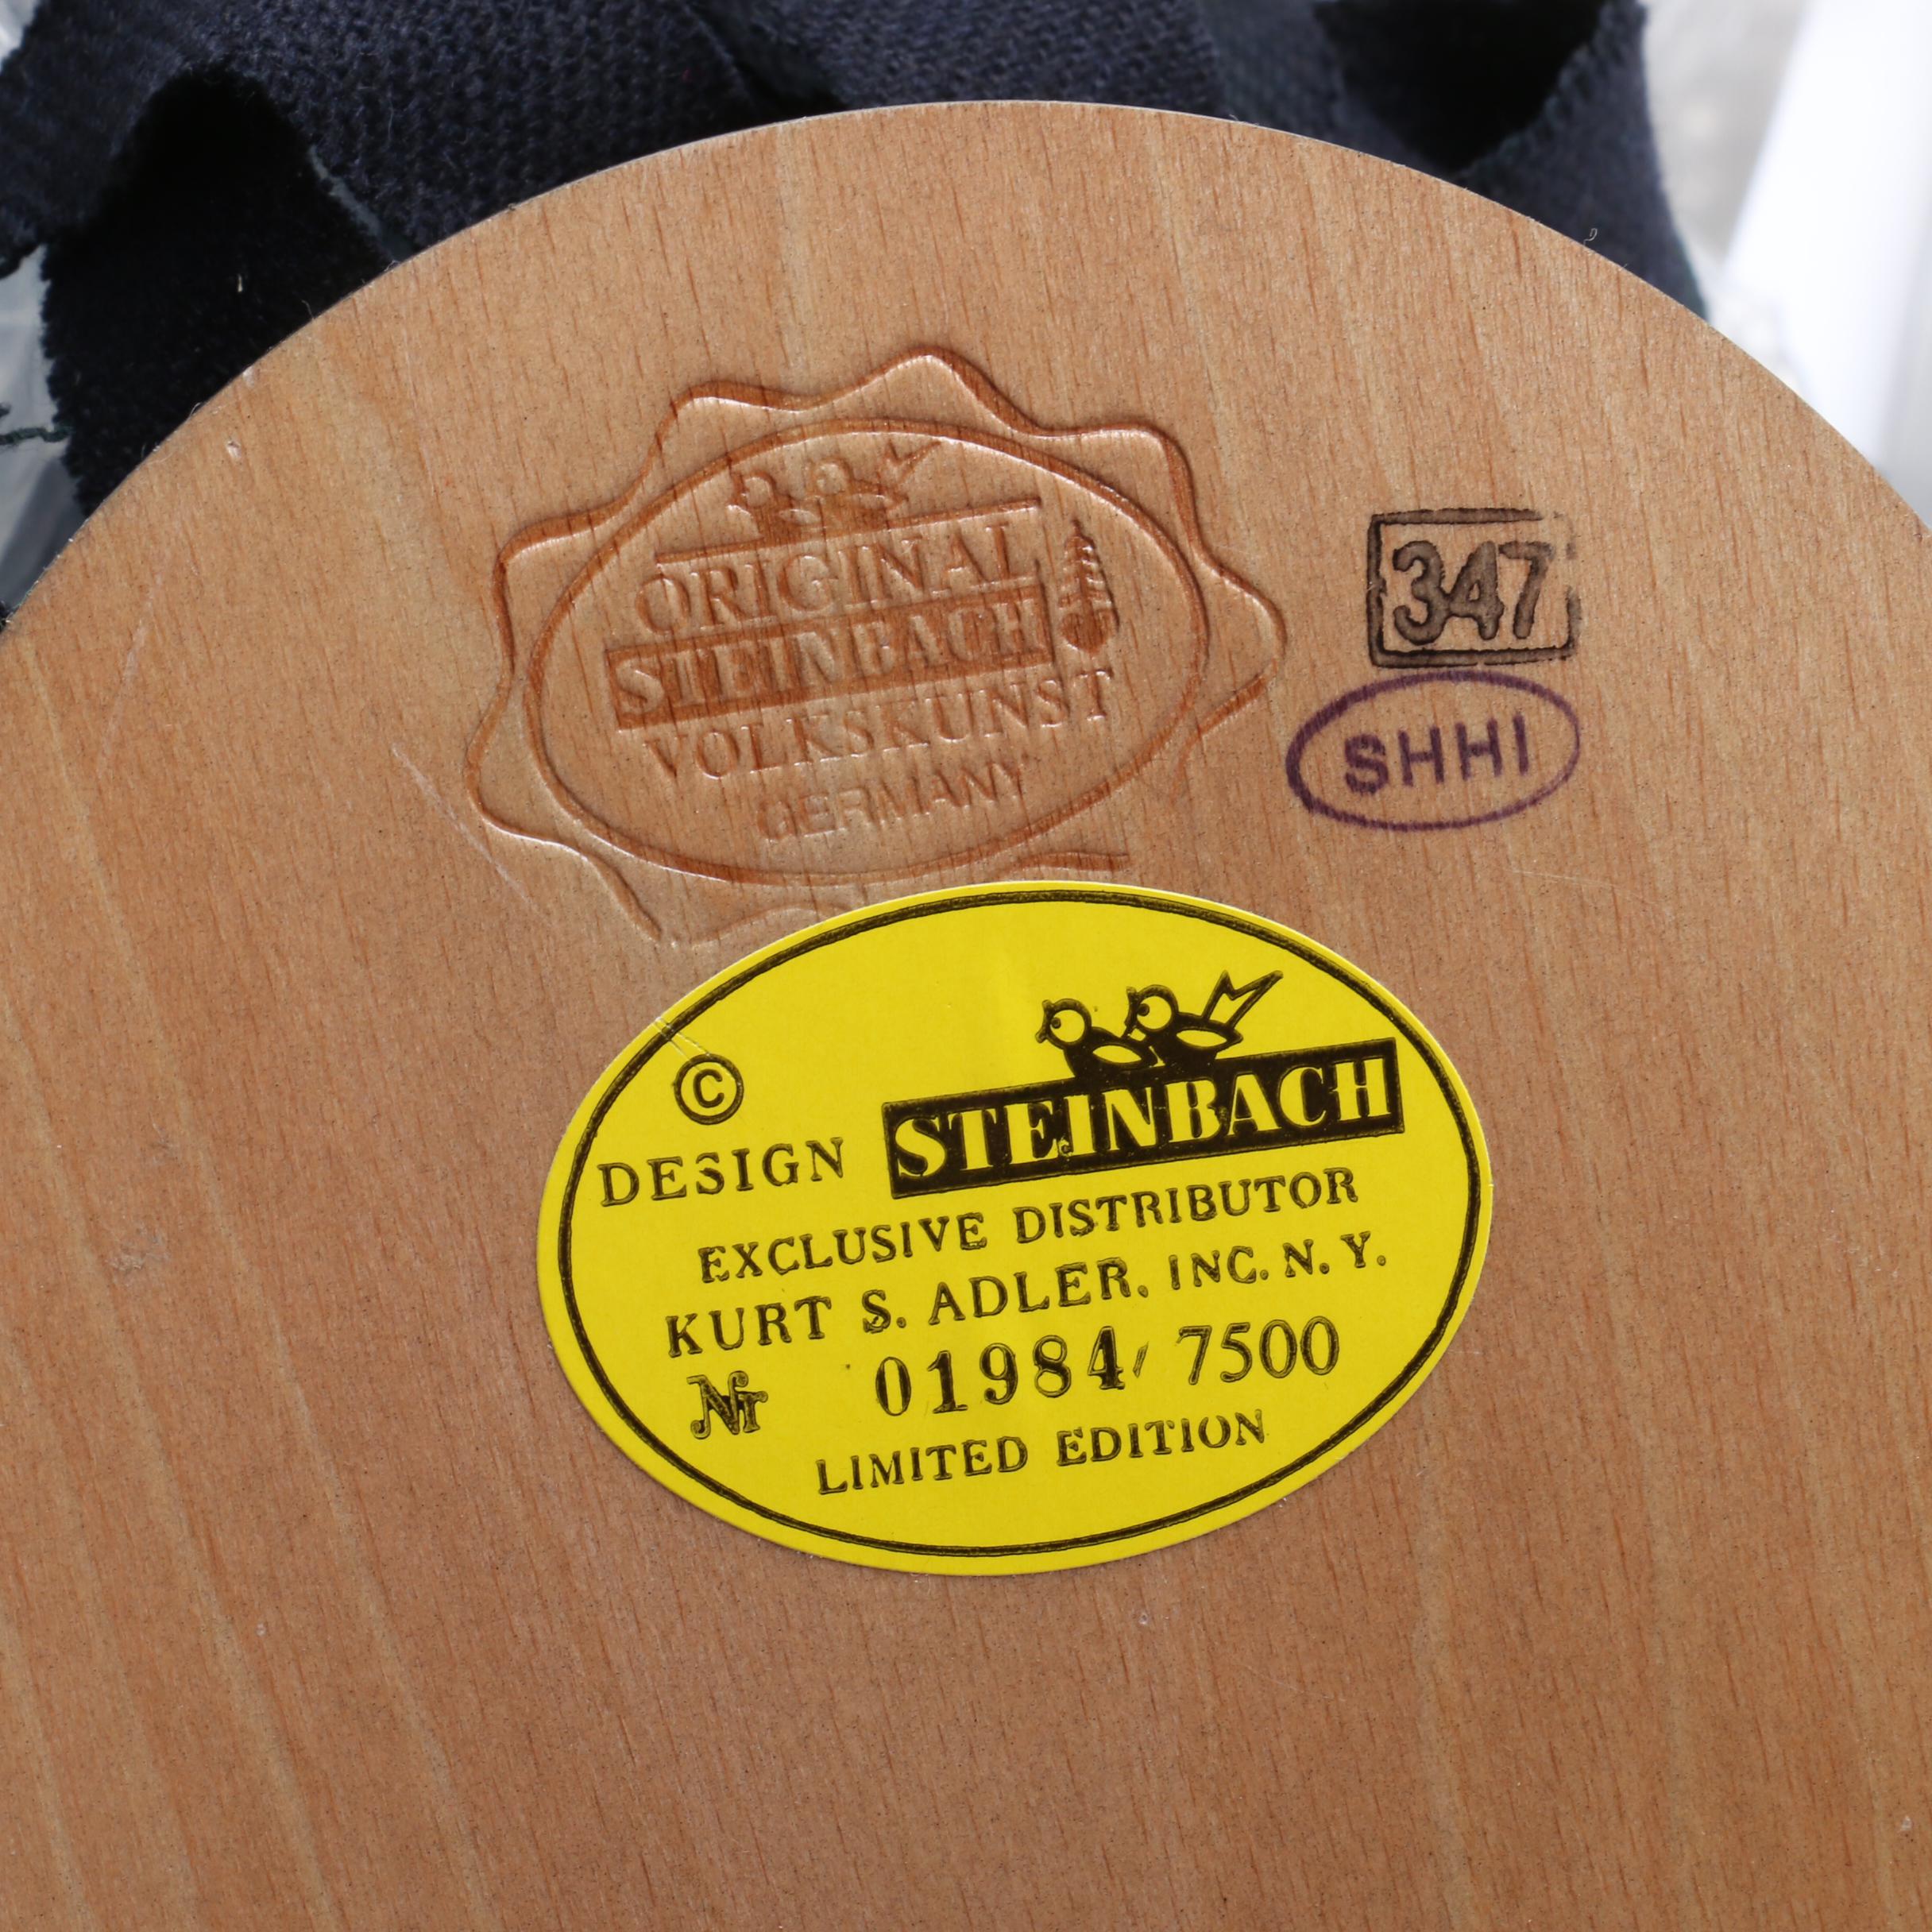 ORIGINAL
STEINBACH
VOLKSKUNST
GERMANY
347
SHHI
©
DESIGN STEINBACH
EXCLUSIVE DISTRIBUTOR
KURT S. ADLER, INC. N. Y.
Nr 01984/ 7500
LIMITED EDITION